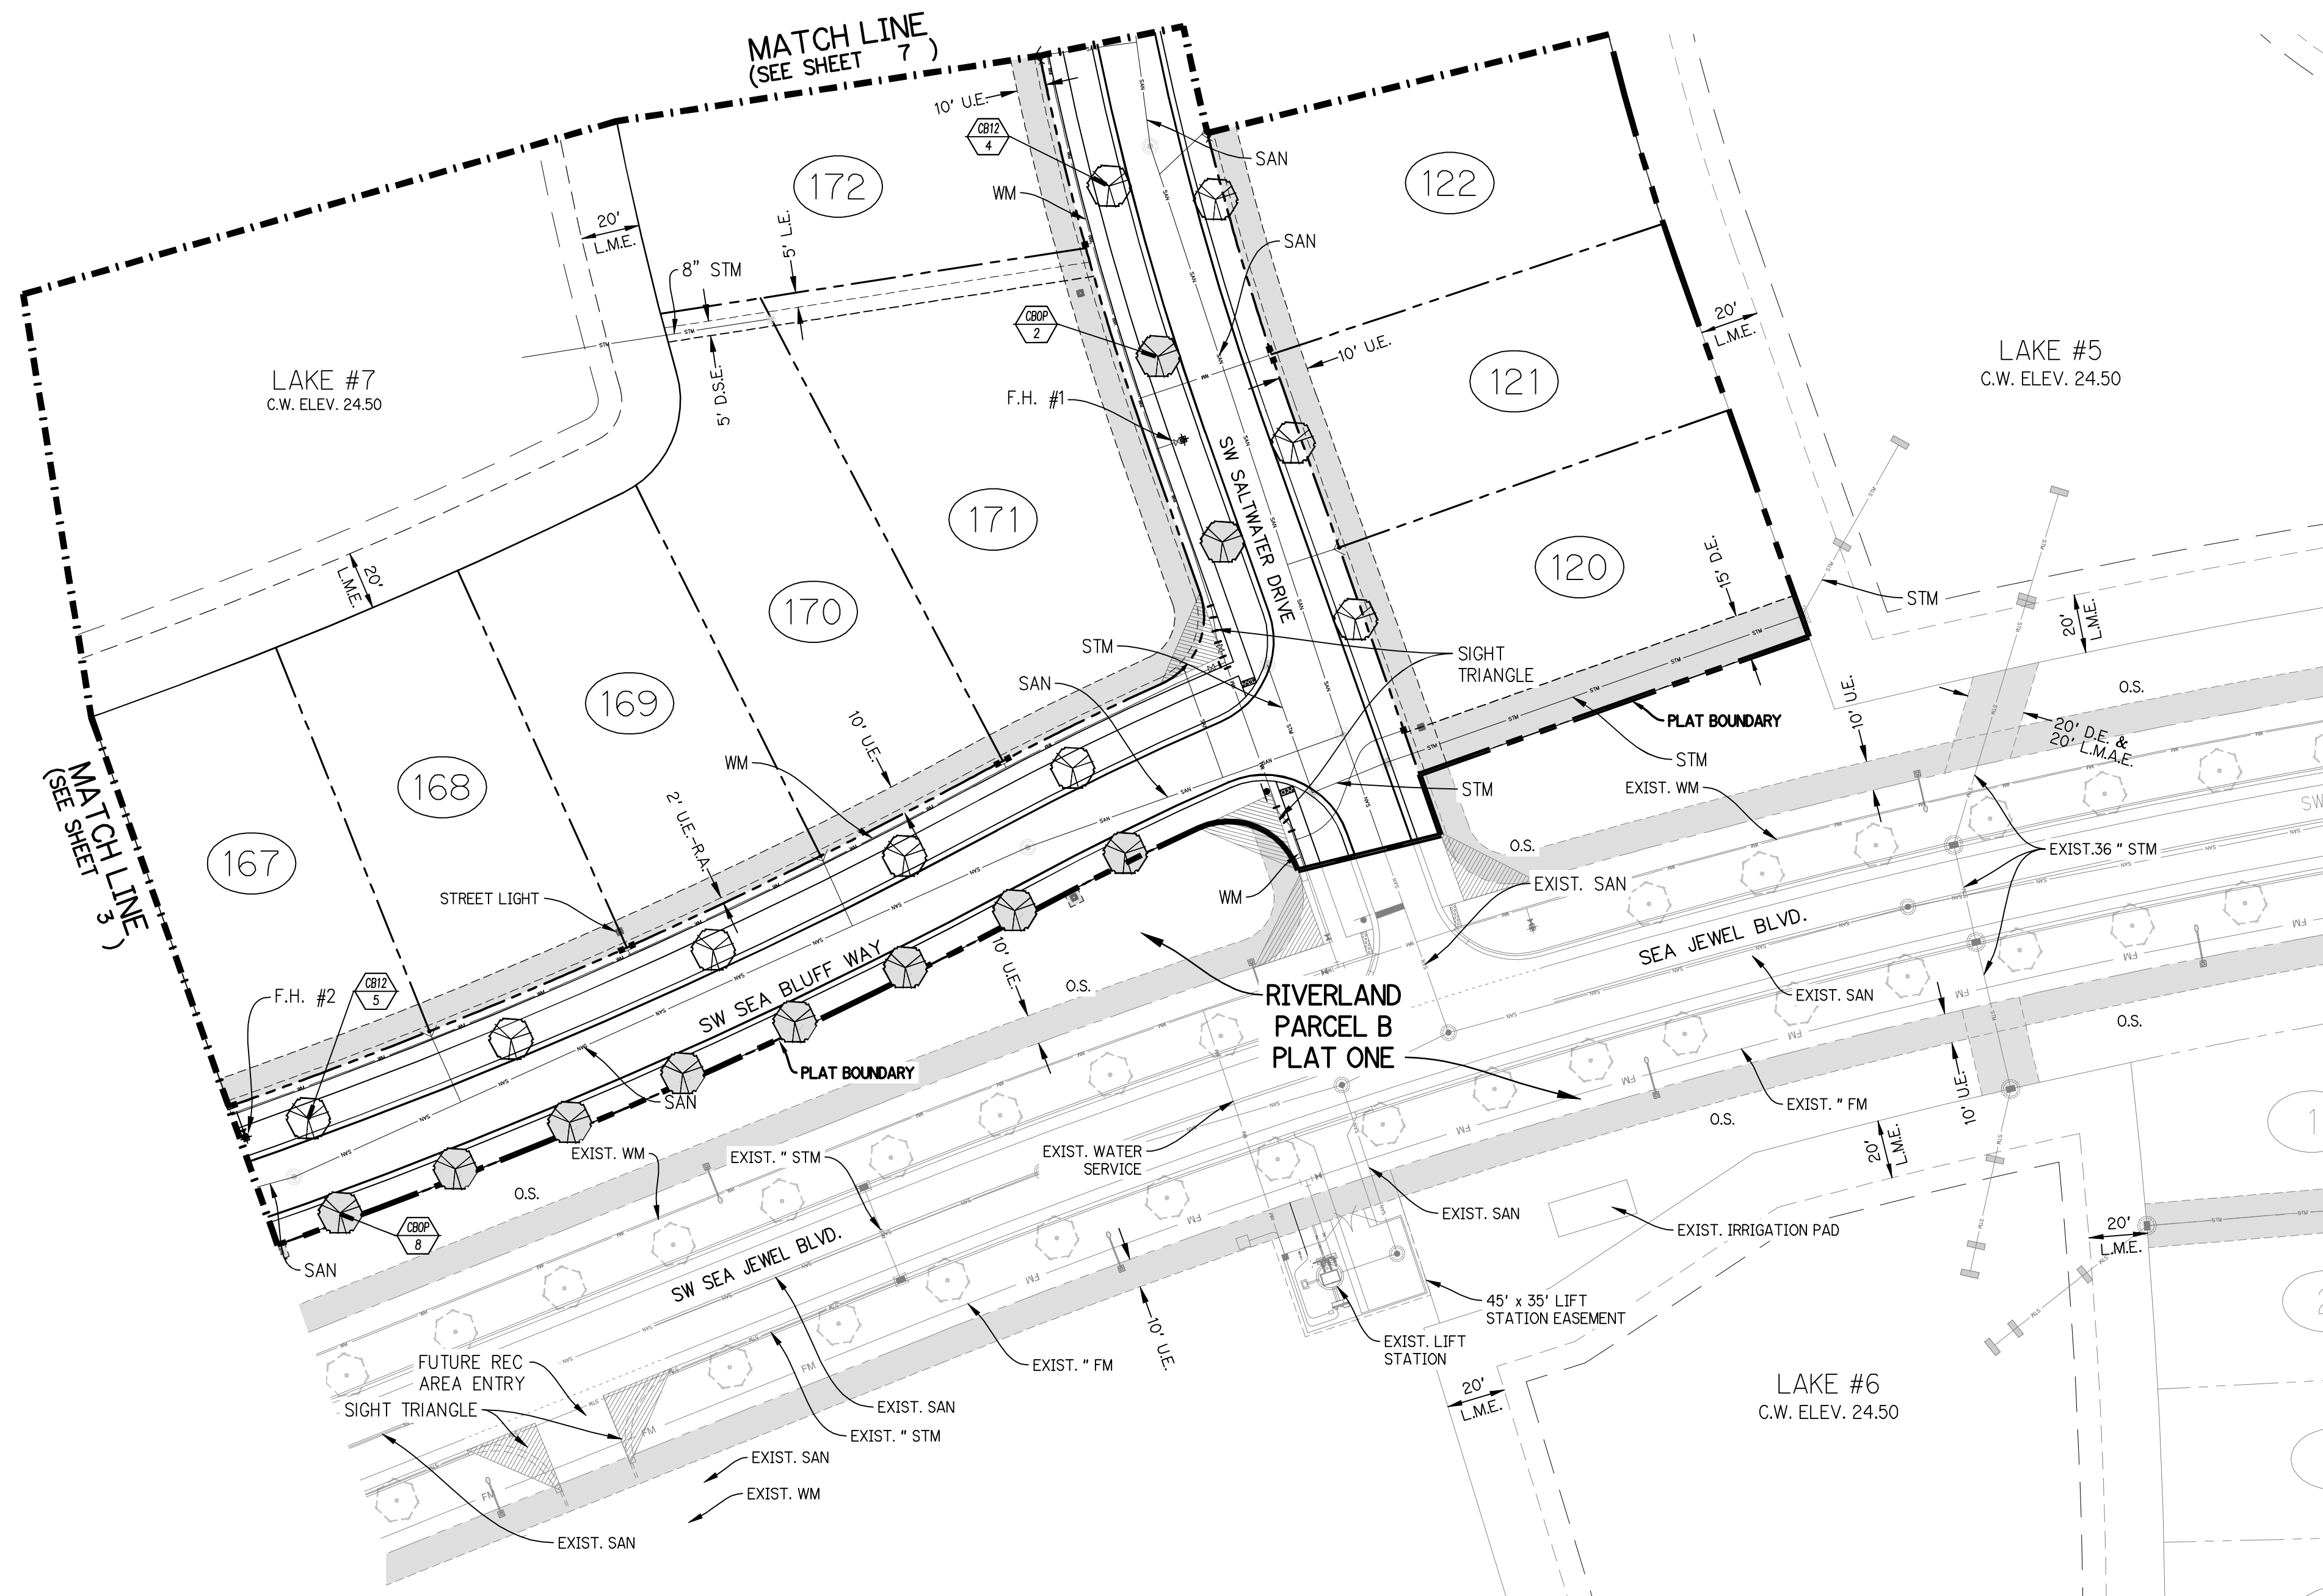 MATCH LINE
(SEE SHEET 7 )
10' U.E.
CB12
4
SAN
172
122
WM
20'
L.M.E.
5' L.E.
8" STM
SAN
CBOP
2
20'
L.M.E.
LAKE #5
C.W. ELEV. 24.50
10' U.E.
LAKE #7
C.W. ELEV. 24.50
5' D.S.E.
F.H. #1
121
SW SALTWATER DRIVE
171
20'
L.M.E.
170
120
15' D.E.
STM
20'
L.M.E.
STM
SIGHT
TRIANGLE
SAN
169
10' U.E.
O.S.
PLAT BOUNDARY
10' U.E.
20' D.E. &
20' L.M.A.E.
WM
STM
168
STM
EXIST. WM
SW
2' U.E.-R.A.
MATCH LINE
(SEE SHEET 3 )
167
O.S.
EXIST.36 " STM
STREET LIGHT
WM
EXIST. SAN
SEA JEWEL BLVD.
SW SEA BLUFF WAY
10' U.E.
O.S.
F.H. #2
CB12
5
RIVERLAND
PARCEL B
PLAT ONE
EXIST. SAN
O.S.
PLAT BOUNDARY
SAN
EXIST. " FM
10' U.E.
O.S.
20'
L.M.E.
EXIST. WM
EXIST. " STM
EXIST. WATER
SERVICE
O.S.
EXIST. SAN
EXIST. IRRIGATION PAD
20'
L.M.E.
CBOP
8
SAN
SW SEA JEWEL BLVD.
45' x 35' LIFT
STATION EASEMENT
10' U.E.
EXIST. LIFT
STATION
FUTURE REC
AREA ENTRY
EXIST. " FM
20'
L.M.E.
LAKE #6
C.W. ELEV. 24.50
SIGHT TRIANGLE
EXIST. SAN
EXIST. " STM
EXIST. SAN
EXIST. WM
EXIST. SAN